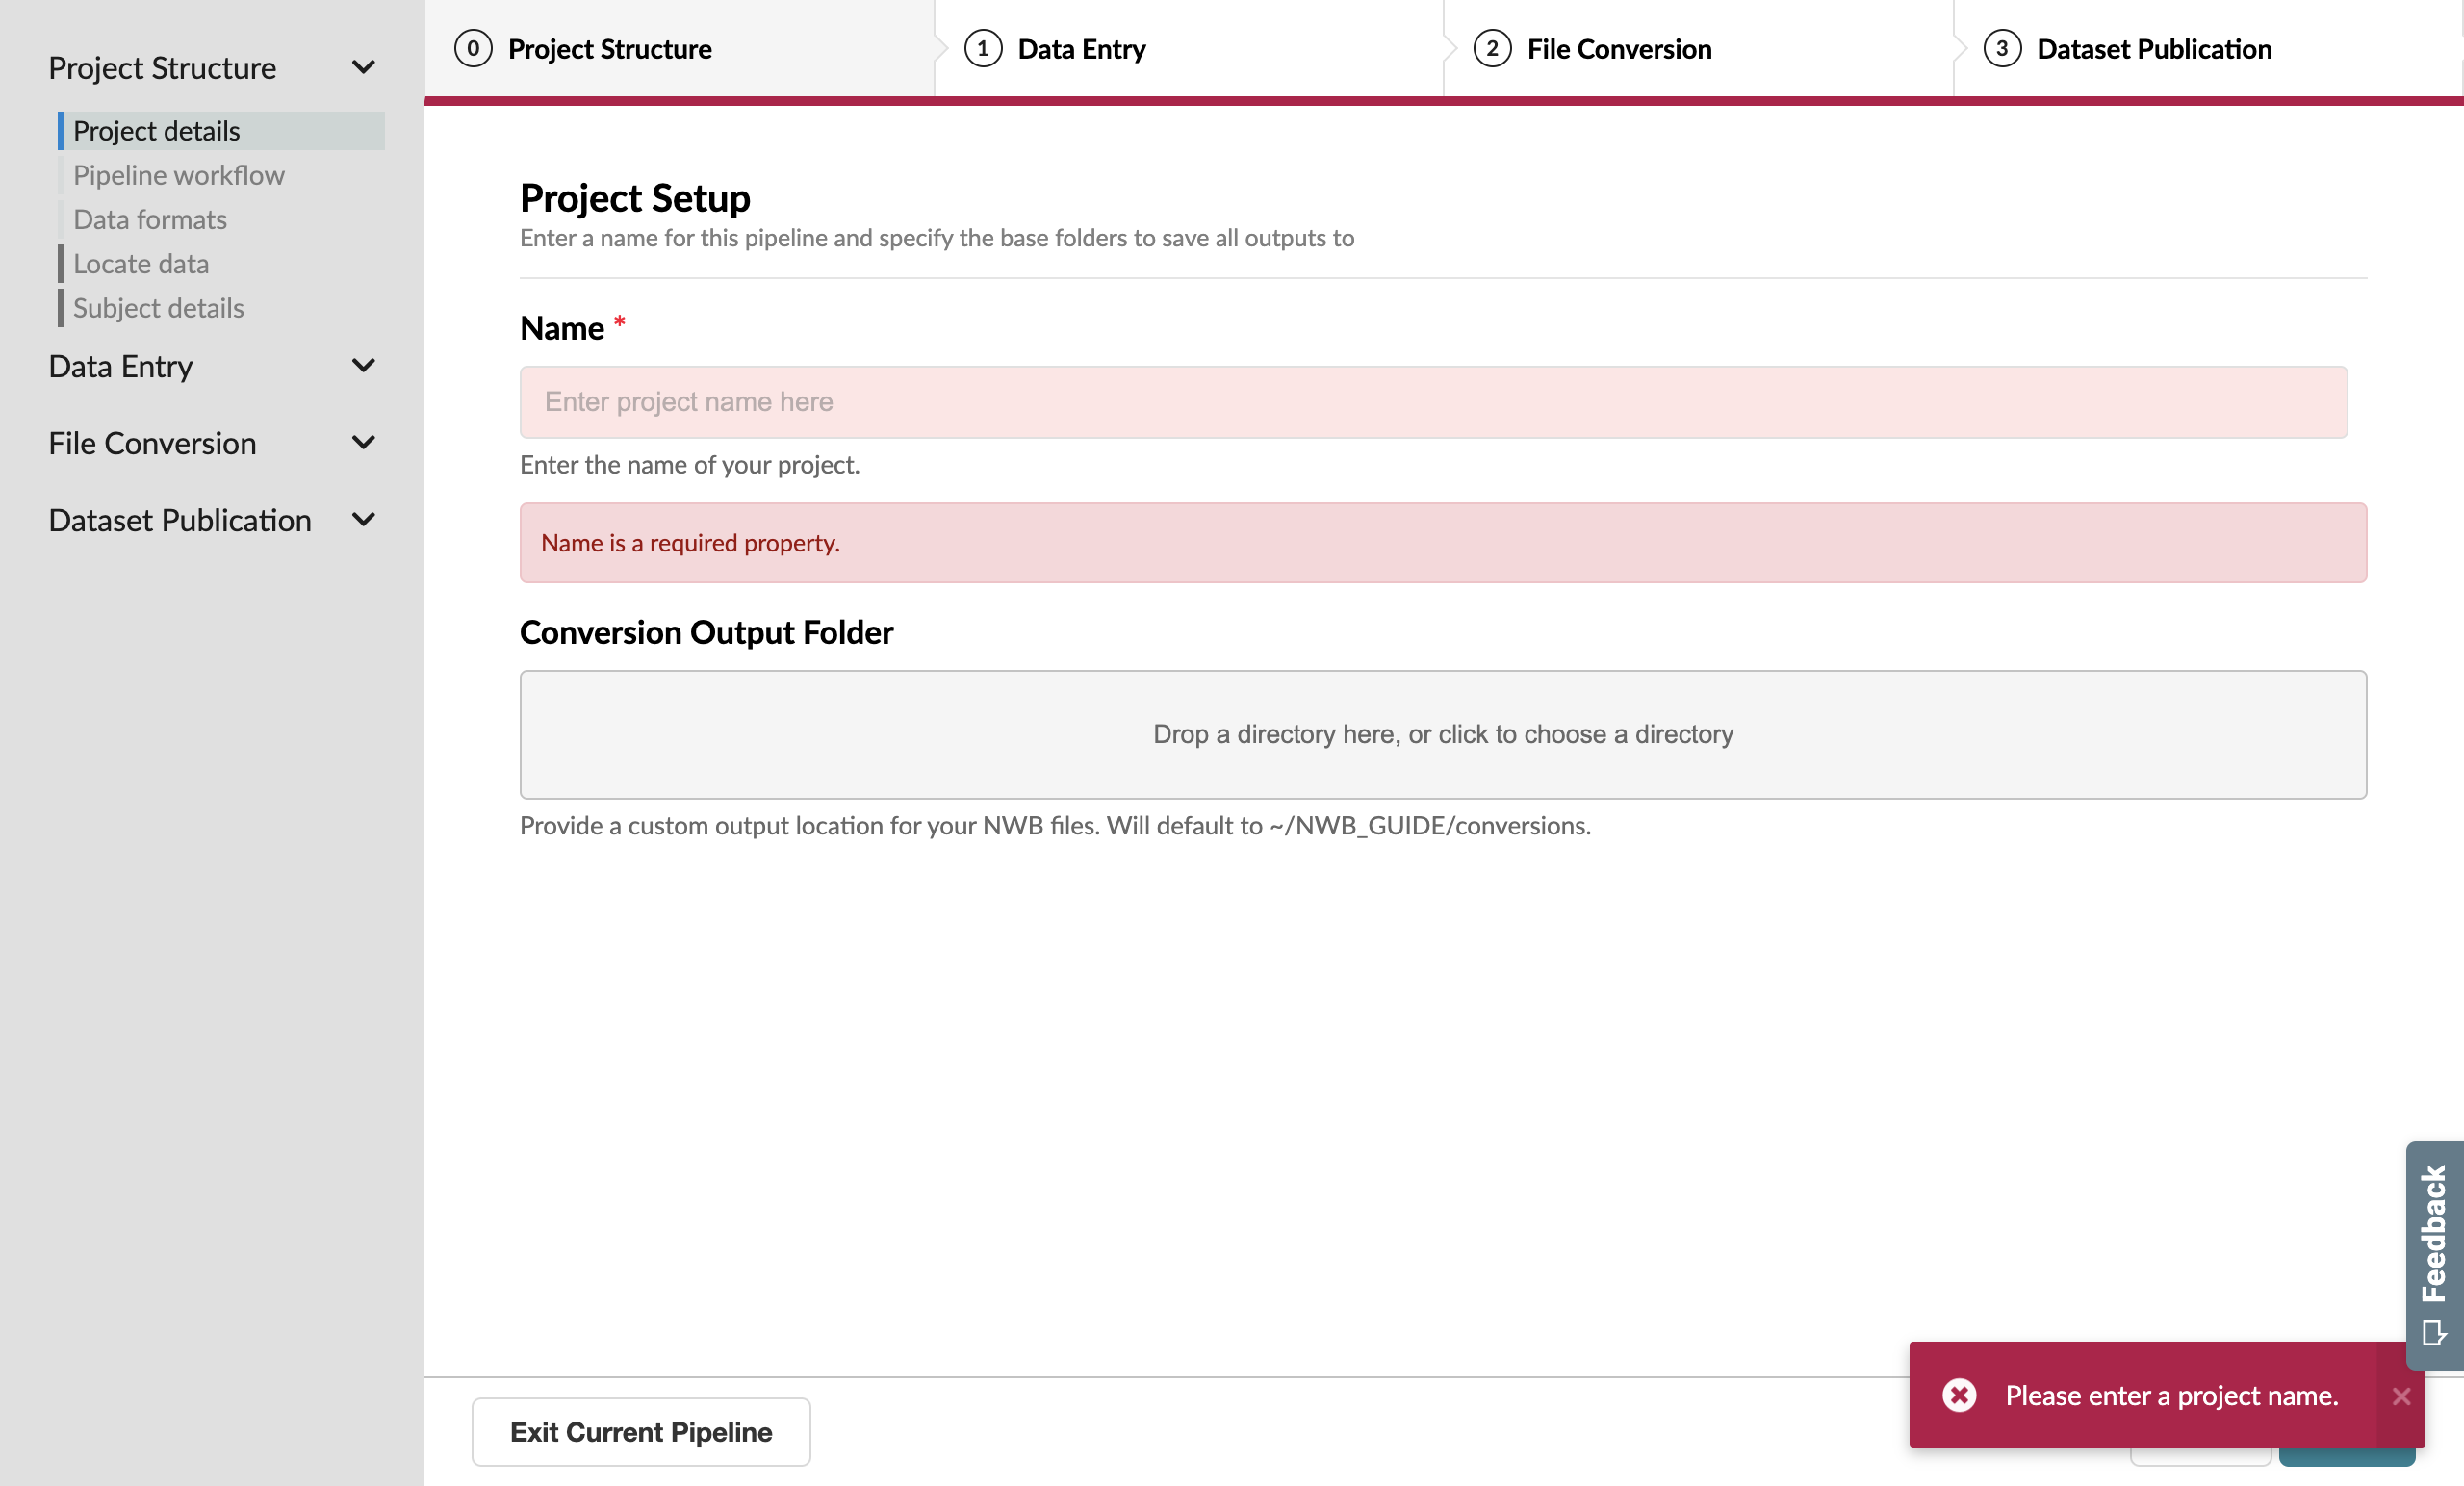 Project Structure
Project details
Pipeline workflow
Data formats
Locate data
Subject details
Data Entry
File Conversion
Dataset Publication
0 Project Structure
1 Data Entry
2 File Conversion
3 Dataset Publication
Project Setup
Enter a name for this pipeline and specify the base folders to save all outputs to
Name *
Enter project name here
Enter the name of your project.
Name is a required property.
Conversion Output Folder
Drop a directory here, or click to choose a directory
Provide a custom output location for your NWB files. Will default to ~/NWB_GUIDE/conversions.
Feedback
Please enter a project name.
Exit Current Pipeline